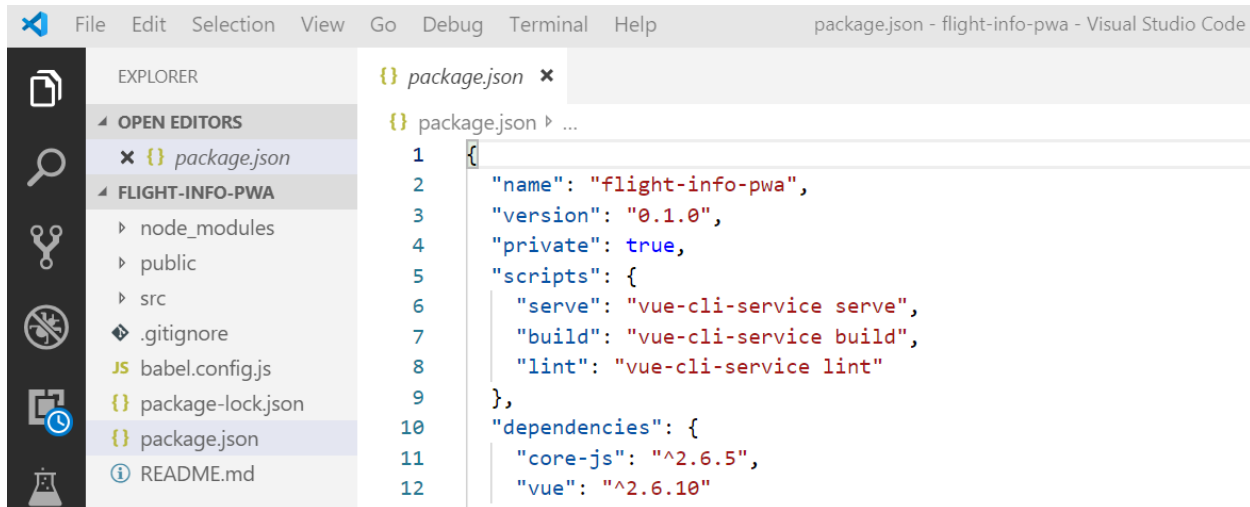 File Edit Selection View Go Debug Terminal Help package.json - flight-info-pwa - Visual Studio Code
EXPLORER
OPEN EDITORS
package.json
FLIGHT-INFO-PWA
node_modules
public
src
.gitignore
JS babel.config.js
{} package-lock.json
{} package.json
README.md
{} package.json ×
{} package.json ▹ ...
1 {
2 "name": "flight-info-pwa",
3 "version": "0.1.0",
4 "private": true,
5 "scripts": {
6 "serve": "vue-cli-service serve",
7 "build": "vue-cli-service build",
8 "lint": "vue-cli-service lint"
9 },
10 "dependencies": {
11 "core-js": "^2.6.5",
12 "vue": "^2.6.10"